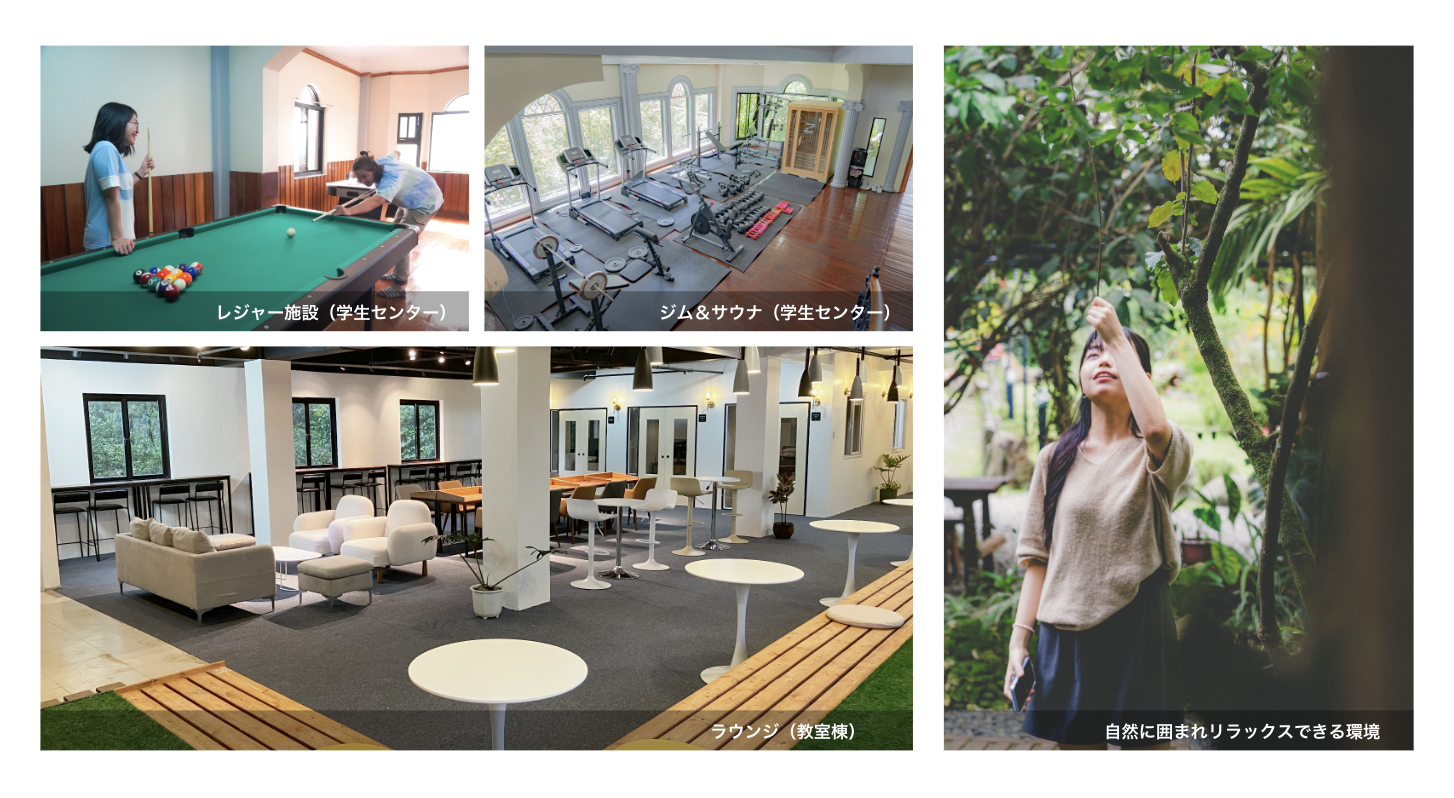 レジャー施設（学生センター）
ジム＆サウナ（学生センター）
ラウンジ（教室棟）
自然に囲まれリラックスできる環境